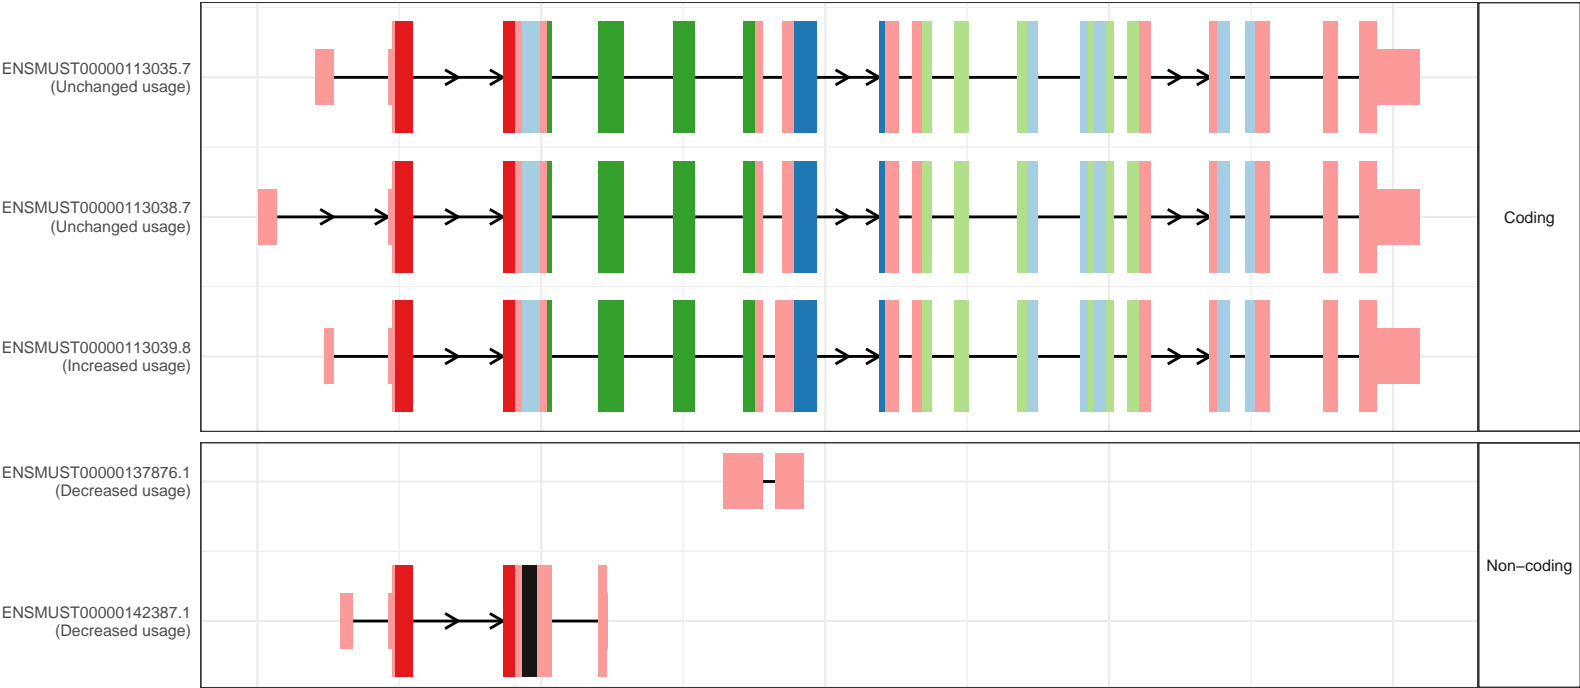 ENSMUST00000113035.7
(Unchanged usage)
ENSMUST00000113038.7
(Unchanged usage)
Coding
ENSMUST00000113039.8
(Increased usage)
ENSMUST00000137876.1
(Decreased usage)
Non−coding
ENSMUST00000142387.1
(Decreased usage)